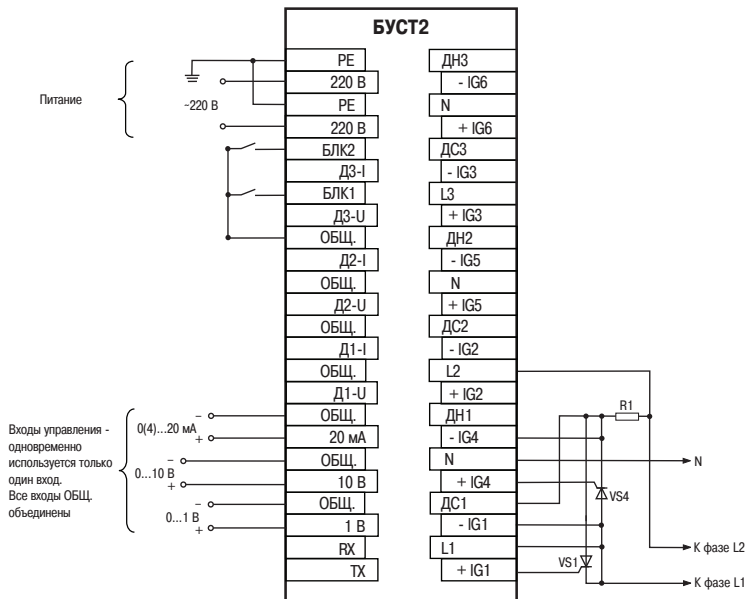 БУСТ2
PE
220 В
PE
220 В
БЛК2
Д3-I
БЛК1
Д3-U
ОБЩ.
Д2-I
ОБЩ.
Д2-U
ОБЩ.
Д1-I
ОБЩ.
Д1-U
ОБЩ.
20 мА
ОБЩ.
10 В
ОБЩ.
1 В
RX
TX
ДН3
- IG6
N
+ IG6
ДС3
- IG3
L3
+ IG3
ДН2
- IG5
N
+ IG5
ДС2
- IG2
L2
+ IG2
ДН1
- IG4
N
+ IG4
ДС1
- IG1
L1
+ IG1
Питание
~220 В
Входы управления -
одновременно
используется только
один вход.
Все входы ОБЩ.
объединены
−
0(4)...20 мА
+
−
0...10 В
+
−
0...1 В
+
R1
N
VS4
VS1
К фазе L2
К фазе L1